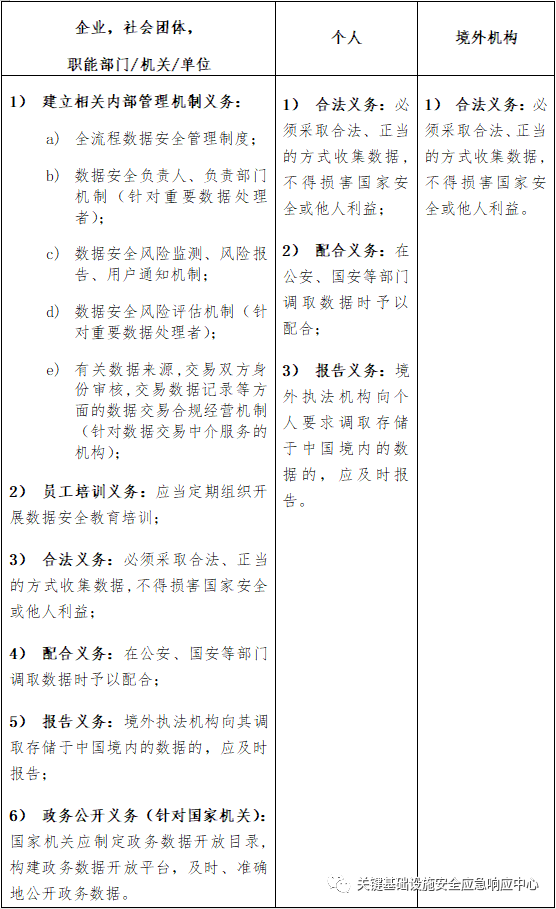 企业，社会团体，
职能部门/机关/单位
个人
境外机构
1） 建立相关内部管理机制义务：
a） 全流程数据安全管理制度；
b） 数据安全负责人、负责部门
机制（针对重要数据处理
者）；
c） 数据安全风险监测、风险报
告、用户通知机制；
d） 数据安全风险评估机制（针
对重要数据处理者）；
e） 有关数据来源,交易双方身
份审核,交易数据记录等方
面的数据交易合规经营机制
（针对数据交易中介服务的
机构）；
2） 员工培训义务：应当定期组织开
展数据安全教育培训；
3） 合法义务：必须采取合法、正当
的方式收集数据,不得损害国家安全
或他人利益；
4） 配合义务：在公安、国安等部门
调取数据时予以配合；
5） 报告义务：境外执法机构向其调
取存储于中国境内的数据的，应及时
报告；
6） 政务公开义务（针对国家机关）：
国家机关应制定政务数据开放目录,
构建政务数据开放平台，及时、准确
地公开政务数据。
1） 合法义务：必
须采取合法、正当
的方式收集数据,
不得损害国家安
全或他人利益；
2） 配合义务：在
公安、国安等部门
调取数据时予以
配合；
3） 报告义务：境
外执法机构向个
人要求调取存储
于中国境内的数
据的，应及时报
告。
1） 合法义务：必
须采取合法、正当
的方式收集数据,
不得损害国家安
全或他人利益。
关键基础设施安全应急响应中心